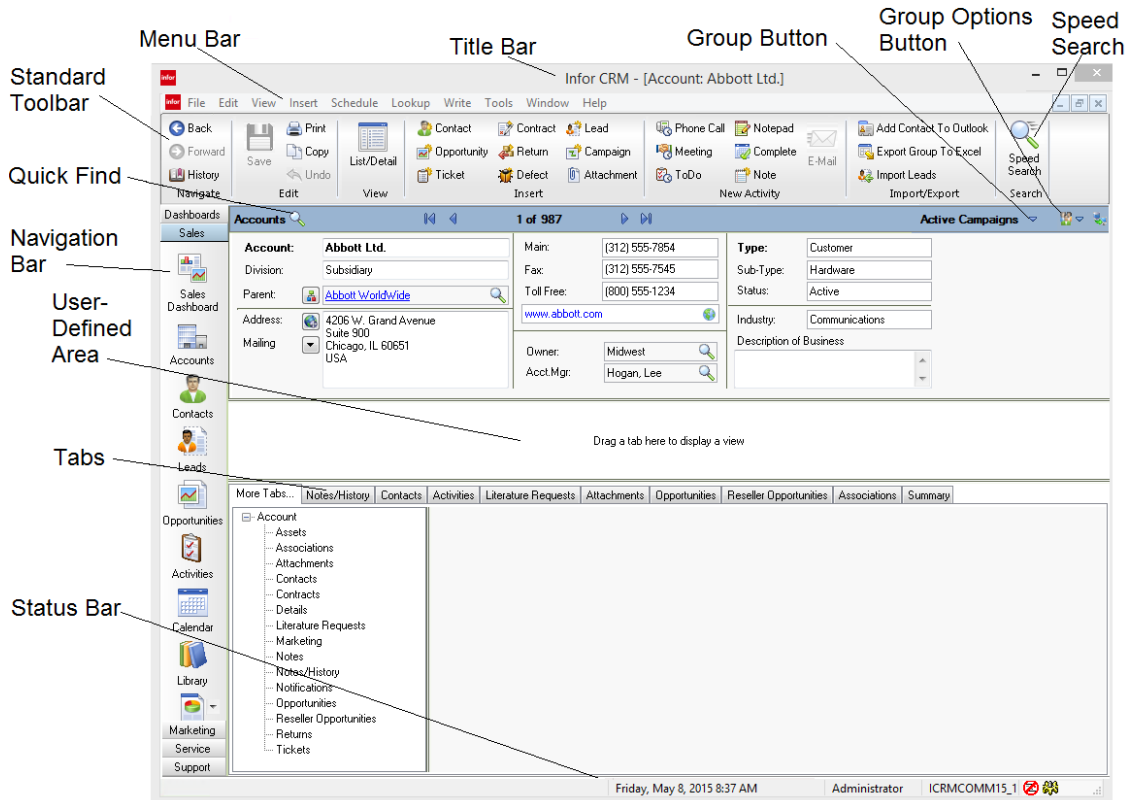 Menu Bar
Title Bar
Group Button
Group Options
Button
Speed
Search
Standard
Toolbar
Quick Find
Navigation
Bar
User-
Defined
Area
Tabs
Status Bar
infor
Infor CRM - [Account: Abbott Ltd.]
infor File Edit View Insert Schedule Lookup Write Tools Window Help
Back
Forward
History
Navigate
Save
Print
Copy
Undo
Edit
List/Detail
View
Contact Contract Lead
Opportunity Return Campaign
Ticket Defect Attachment
Insert
Phone Call Notepad
Meeting Complete
ToDo Note
E-Mail
New Activity
Add Contact To Outlook
Export Group To Excel
Import Leads
Import/Export
Speed
Search
Search
Dashboards
Sales
Sales
Dashboard
Accounts
Contacts
Leads
Opportunities
Activities
Calendar
Library
Marketing
Service
Support
Accounts 1 of 987 Active Campaigns
Account: Abbott Ltd.
Division: Subsidiary
Parent: Abbott WorldWide
Address: 4206 W. Grand Avenue
Suite 900
Mailing Chicago, IL 60651
USA
Main: (312) 555-7854
Fax: (312) 555-7545
Toll Free: (800) 555-1234
www.abbott.com
Owner: Midwest
Acct.Mgr: Hogan, Lee
Type: Customer
Sub-Type: Hardware
Status: Active
Industry: Communications
Description of Business
Drag a tab here to display a view
More Tabs... Notes/History Contacts Activities Literature Requests Attachments Opportunities Reseller Opportunities Associations Summary
Account
Assets
Associations
Attachments
Contacts
Contracts
Details
Literature Requests
Marketing
Notes
Notes/History
Notifications
Opportunities
Reseller Opportunities
Returns
Tickets
Friday, May 8, 2015 8:37 AM Administrator ICRMCOMM15_1